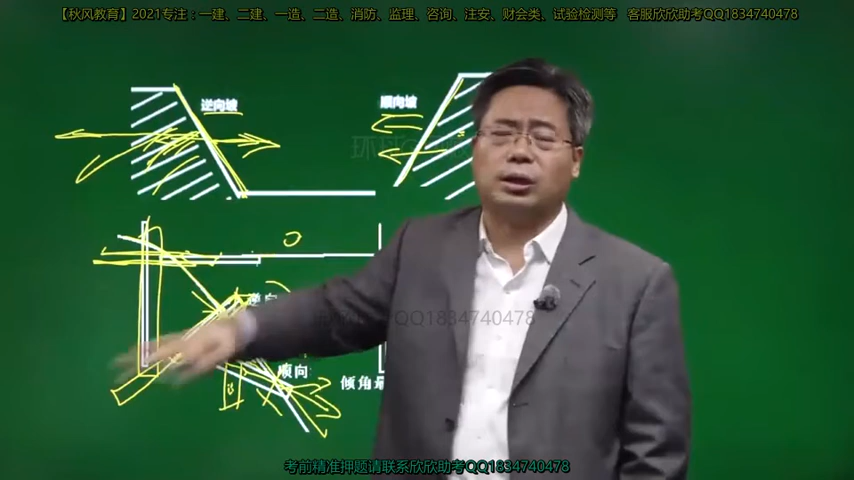 【秋风教育】2021专注：一建、二建、一造、二造、消防、监理、咨询、注安、财会类、试验检测等 客服欣欣助考QQ1834740478
逆向坡
顺向坡
0
逆向
QQ1834740478
顺向
倾角
考前精准押题请联系欣欣助考QQ1834740478